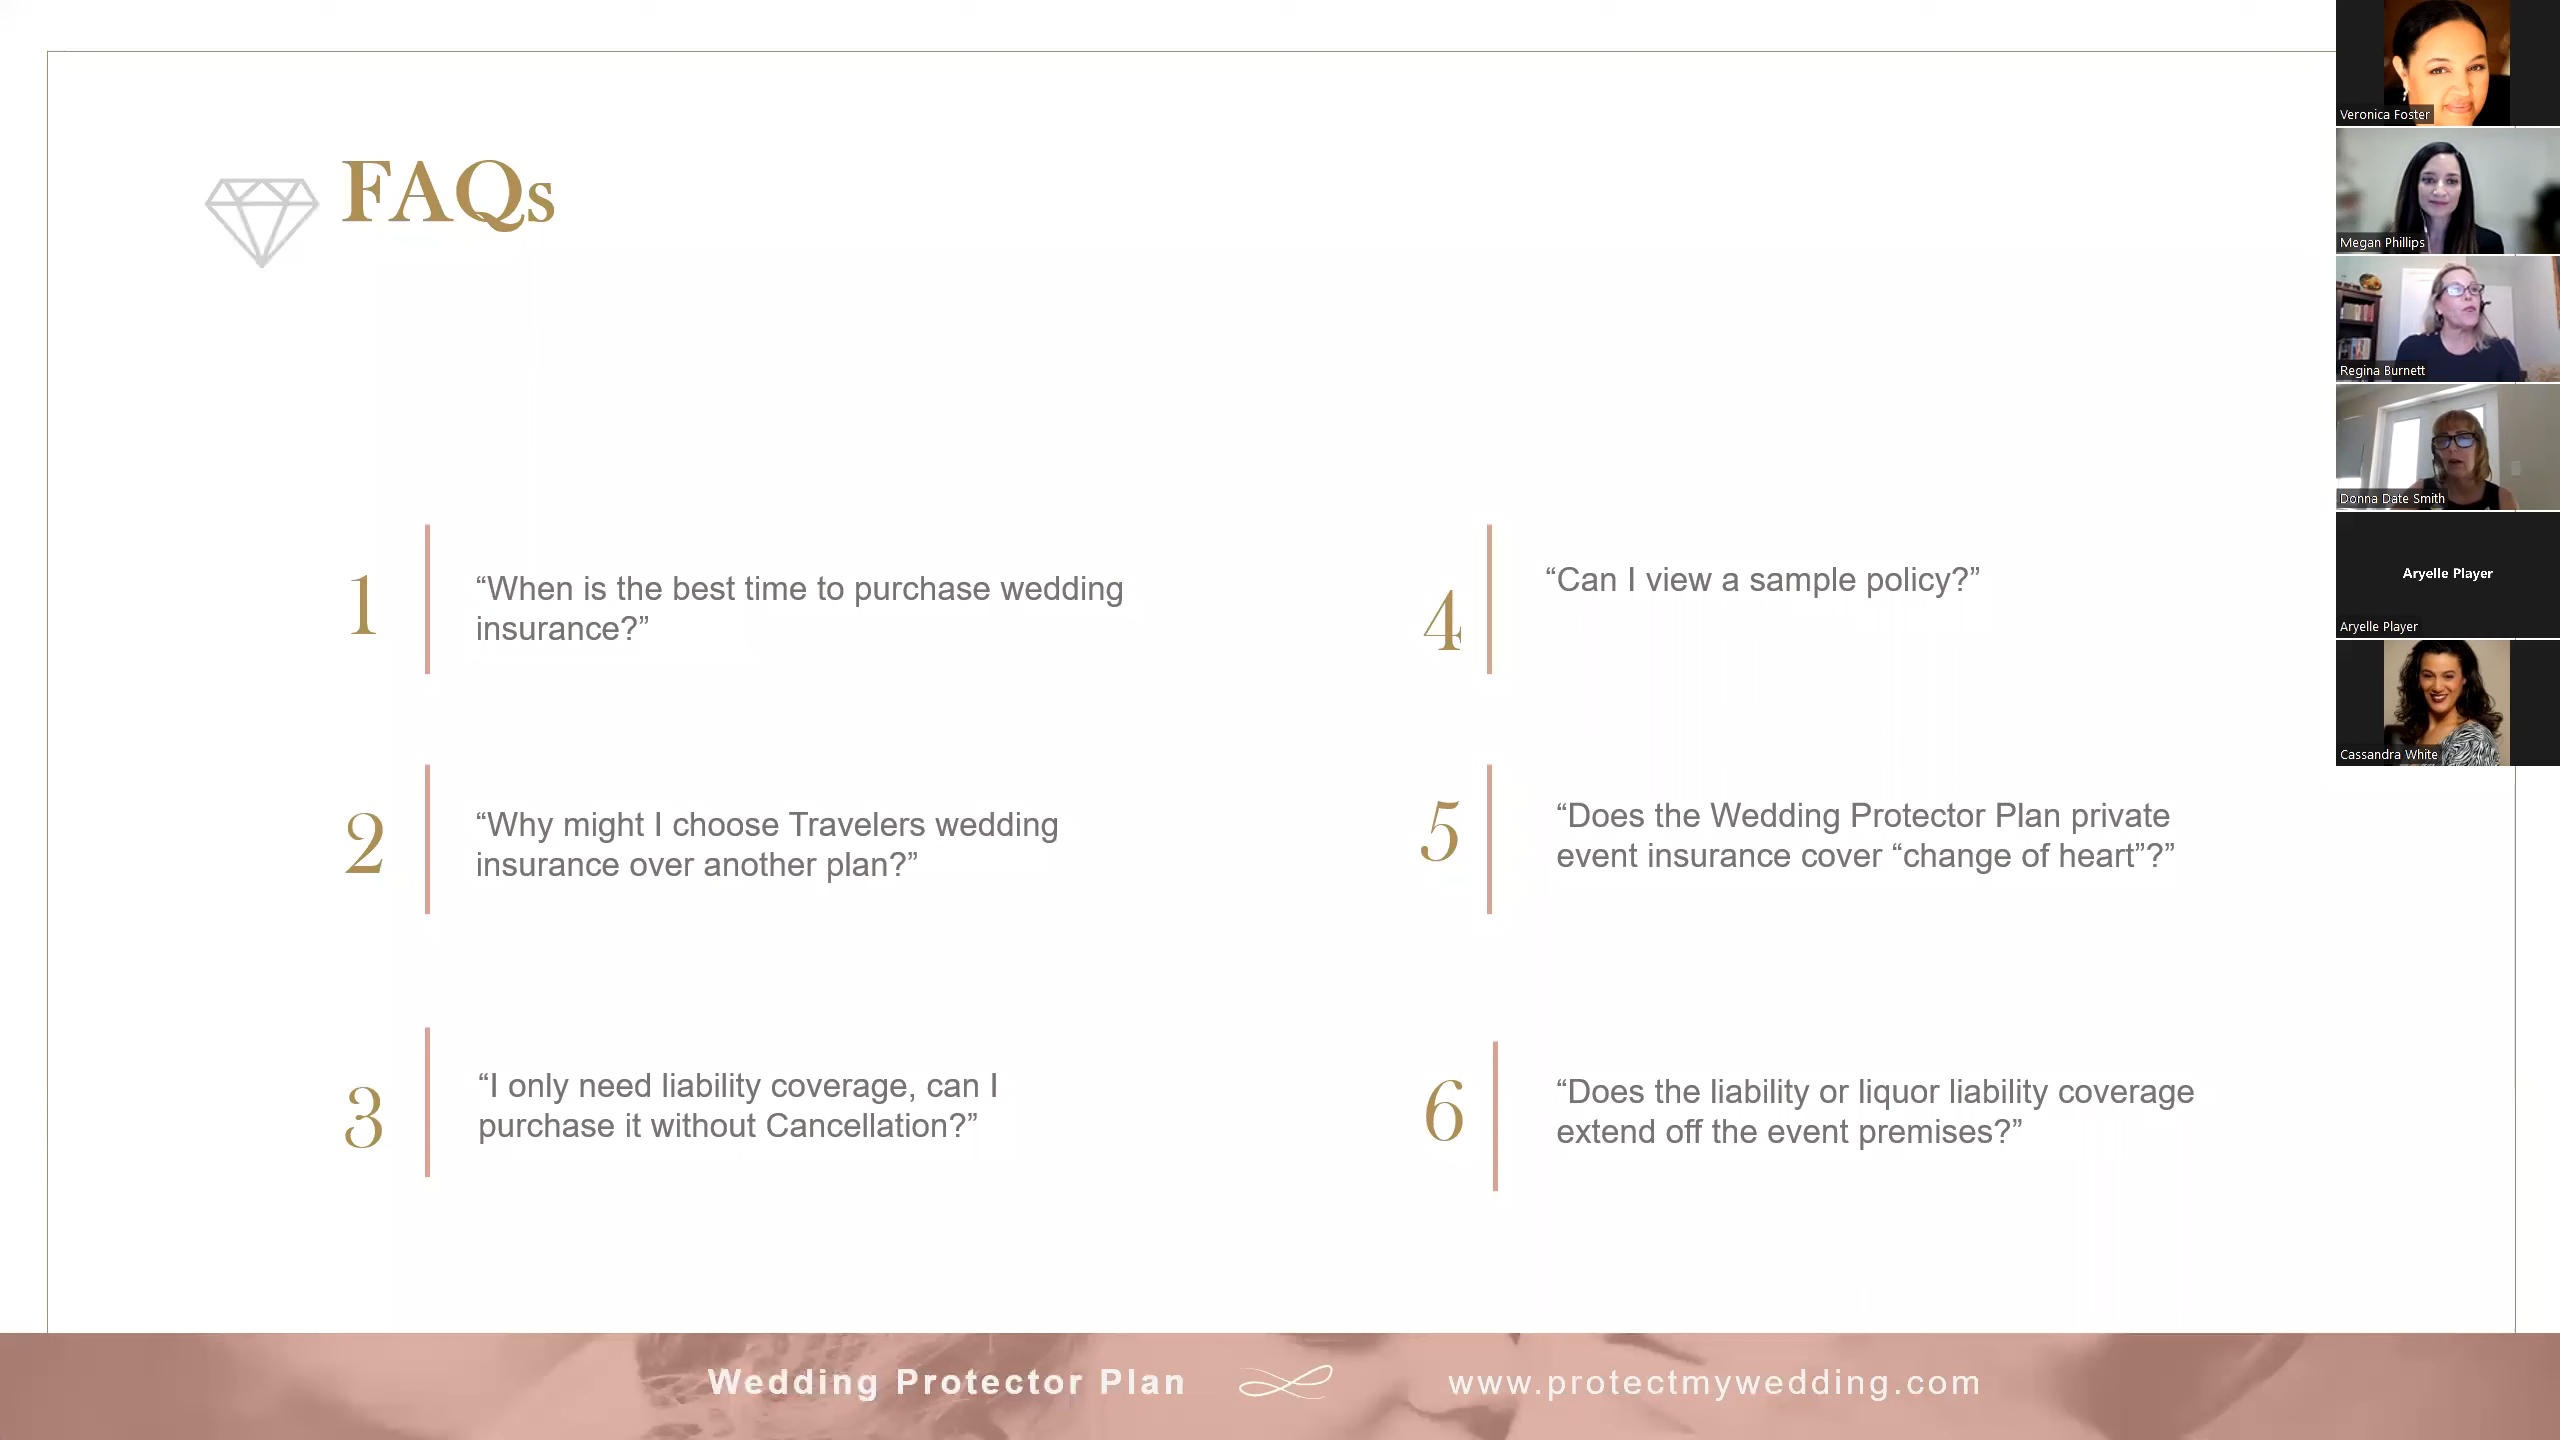 FAQs
1
“When is the best time to purchase wedding
insurance?”
2
“Why might I choose Travelers wedding
insurance over another plan?”
3
“I only need liability coverage, can I
purchase it without Cancellation?”
4
“Can I view a sample policy?”
5
“Does the Wedding Protector Plan private
event insurance cover “change of heart”?”
6
“Does the liability or liquor liability coverage
extend off the event premises?”
Wedding Protector Plan
www.protectmywedding.com
Veronica Foster
Megan Phillips
Regina Burnett
Donna Date Smith
Aryelle Player
Aryelle Player
Cassandra White